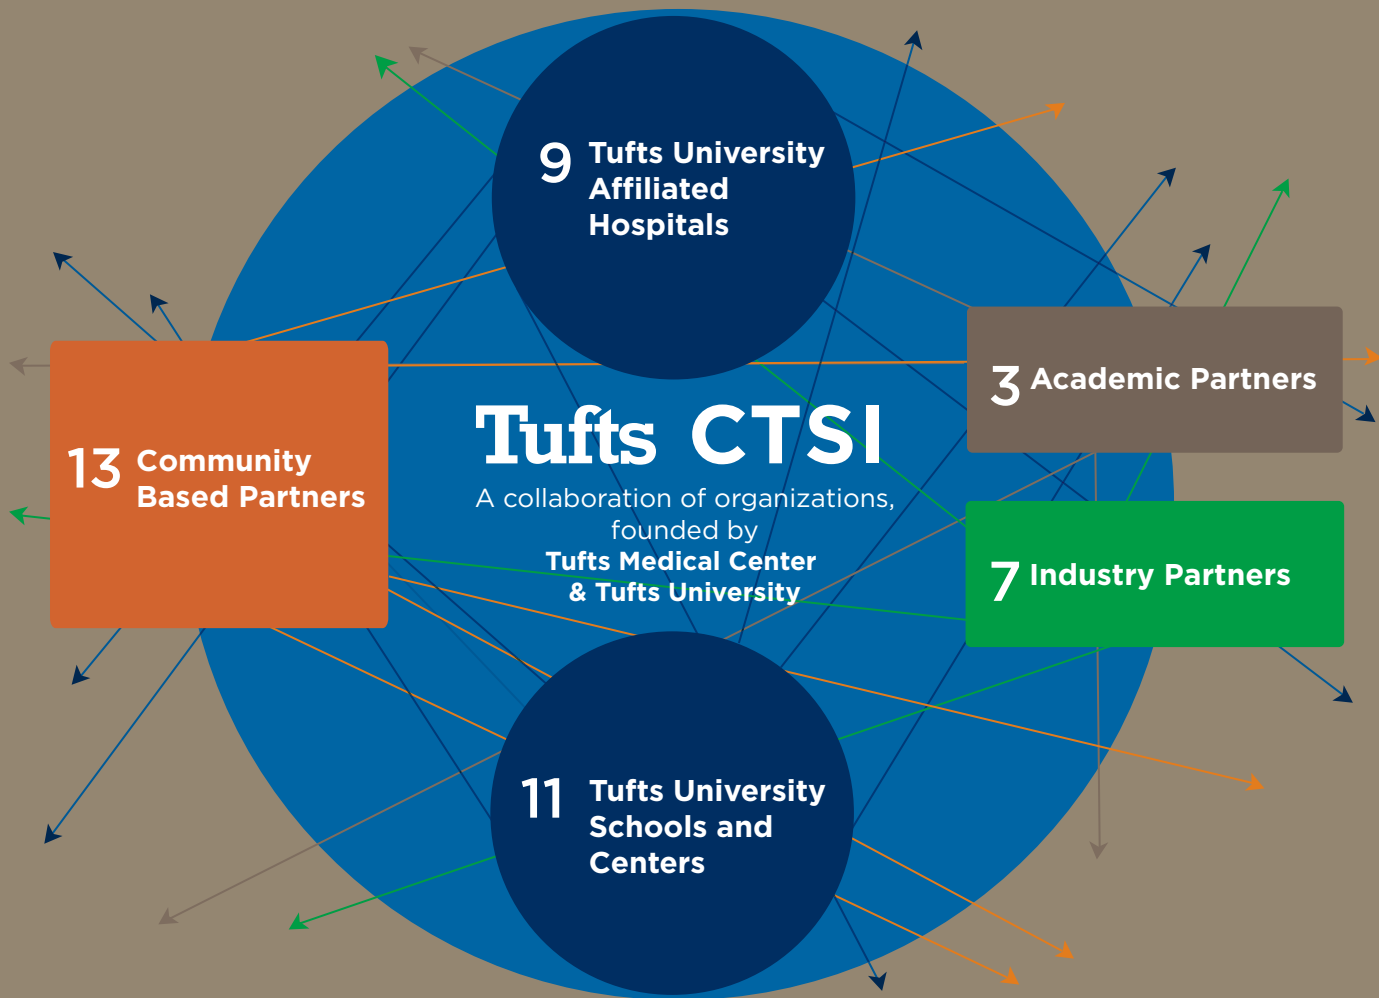 9 Tufts University
Affiliated
Hospitals
3 Academic Partners
13 Community
Based Partners
Tufts CTSI
A collaboration of organizations,
founded by
Tufts Medical Center
& Tufts University
7 Industry Partners
11 Tufts University
Schools and
Centers